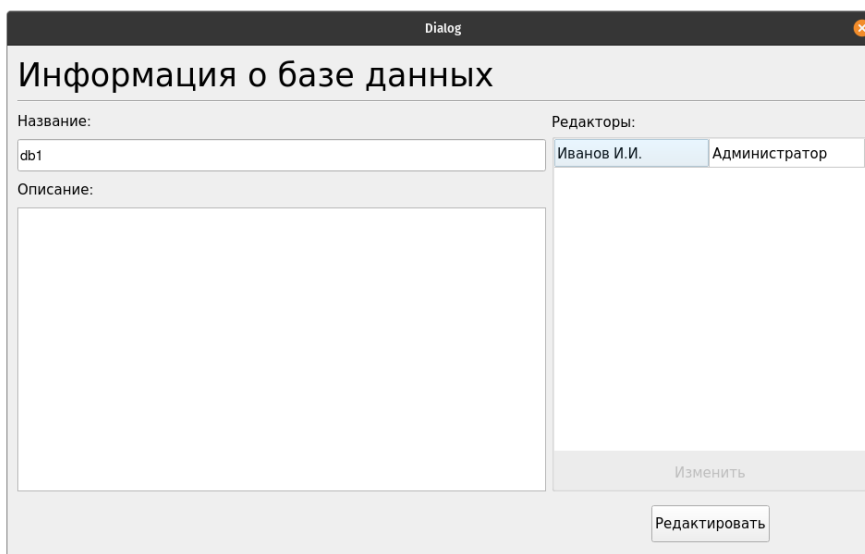 Dialog
Информация о базе данных
Название:
db1
Описание:
Редакторы:
Иванов И.И. Администратор
Изменить
Редактировать